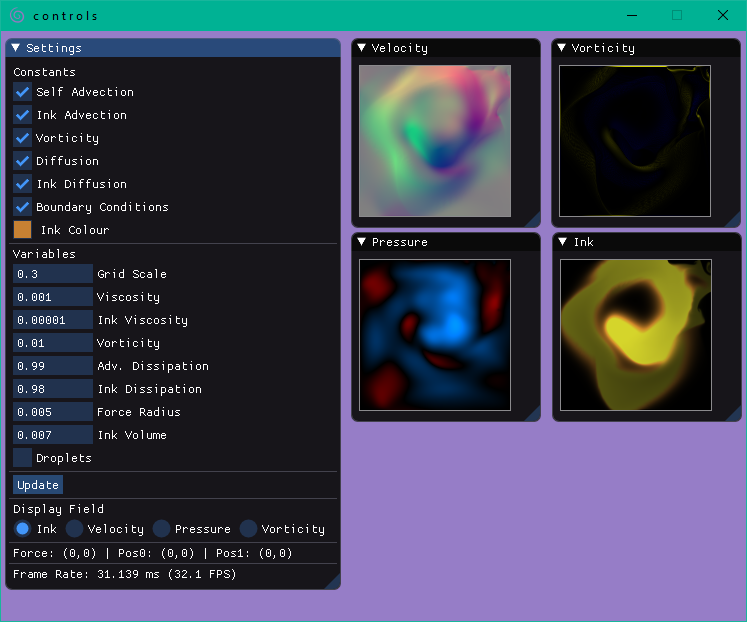 controls
Settings
Constants
Self Advection
Ink Advection
Vorticity
Diffusion
Ink Diffusion
Boundary Conditions
Ink Colour
Variables
0.3 Grid Scale
0.001 Viscosity
0.00001 Ink Viscosity
0.01 Vorticity
0.99 Adv. Dissipation
0.98 Ink Dissipation
0.005 Force Radius
0.007 Ink Volume
Droplets
Update
Display Field
Ink Velocity Pressure Vorticity
Force: (0,0) | Pos0: (0,0) | Pos1: (0,0)
Frame Rate: 31.139 ms (32.1 FPS)
Velocity
Vorticity
Pressure
Ink